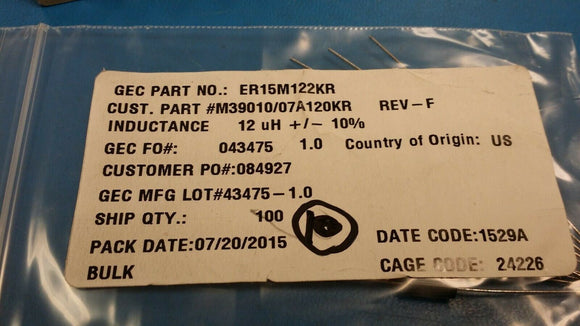 GEC PART NO.: ER15M122KR
CUST. PART #M39010/07A120KR REV-F
INDUCTANCE 12 uH +/- 10%
GEC FO#: 043475 1.0 Country of Origin: US
CUSTOMER PO#:084927
GEC MFG LOT#43475-1.0
SHIP QTY.: 100
PACK DATE:07/20/2015 DATE CODE:1529A
BULK CAGE CODE: 24226